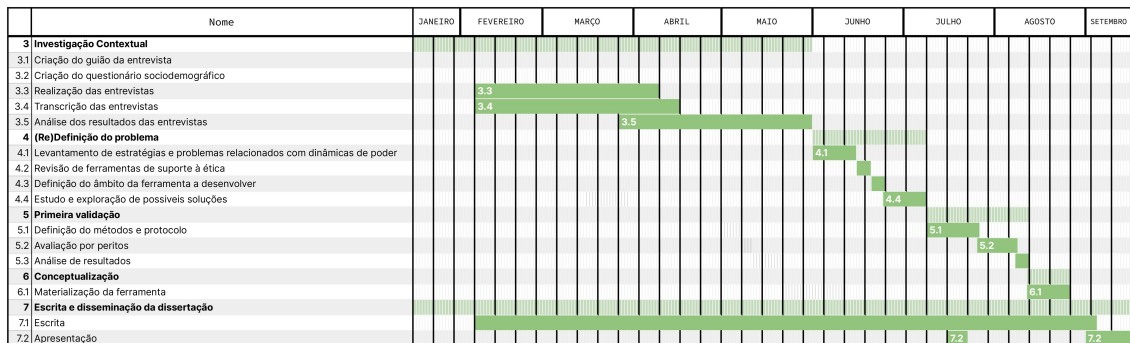 Nome JANEIRO FEVEREIRO MARÇO ABRIL MAIO JUNHO JULHO AGOSTO SETEMBRO
3 Investigação Contextual
3.1 Criação do guião da entrevista
3.2 Criação do questionário sociodemográfico
3.3 Realização das entrevistas 3.3
3.4 Transcrição das entrevistas 3.4
3.5 Análise dos resultados das entrevistas 3.5
4 (Re)Definição do problema
4.1 Levantamento de estratégias e problemas relacionados com dinâmicas de poder 4.1
4.2 Revisão de ferramentas de suporte à ética
4.3 Definição do âmbito da ferramenta a desenvolver
4.4 Estudo e exploração de possiveis soluções 4.4
5 Primeira validação
5.1 Definição do métodos e protocolo 5.1
5.2 Avaliação por peritos 5.2
5.3 Análise de resultados
6 Conceptualização
6.1 Materialização da ferramenta 6.1
7 Escrita e disseminação da dissertação
7.1 Escrita
7.2 Apresentação 7.2 7.2